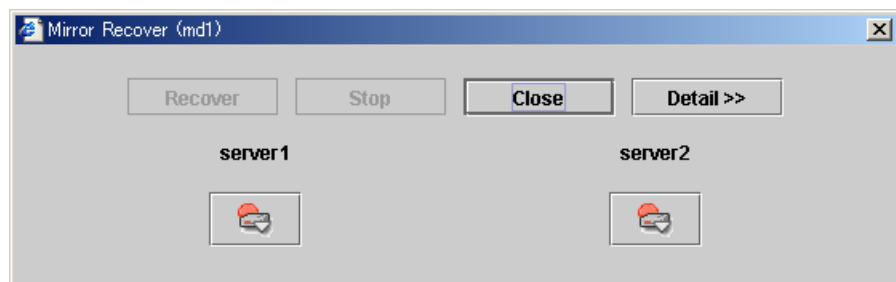 Mirror Recover (md1)
Recover Stop Close Detail >>
server1 server2